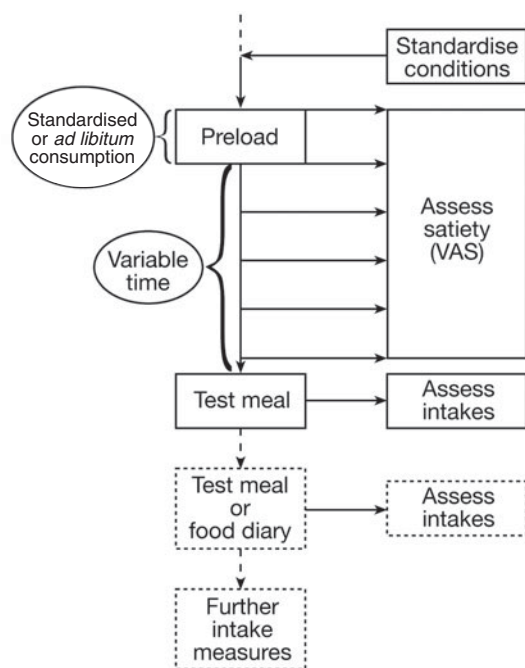 Standardise
conditions
Standardised
or ad libitum
consumption
Preload
Assess
satiety
(VAS)
Variable
time
Test meal
Assess
intakes
Test meal
or
food diary
Assess
intakes
Further
intake
measures